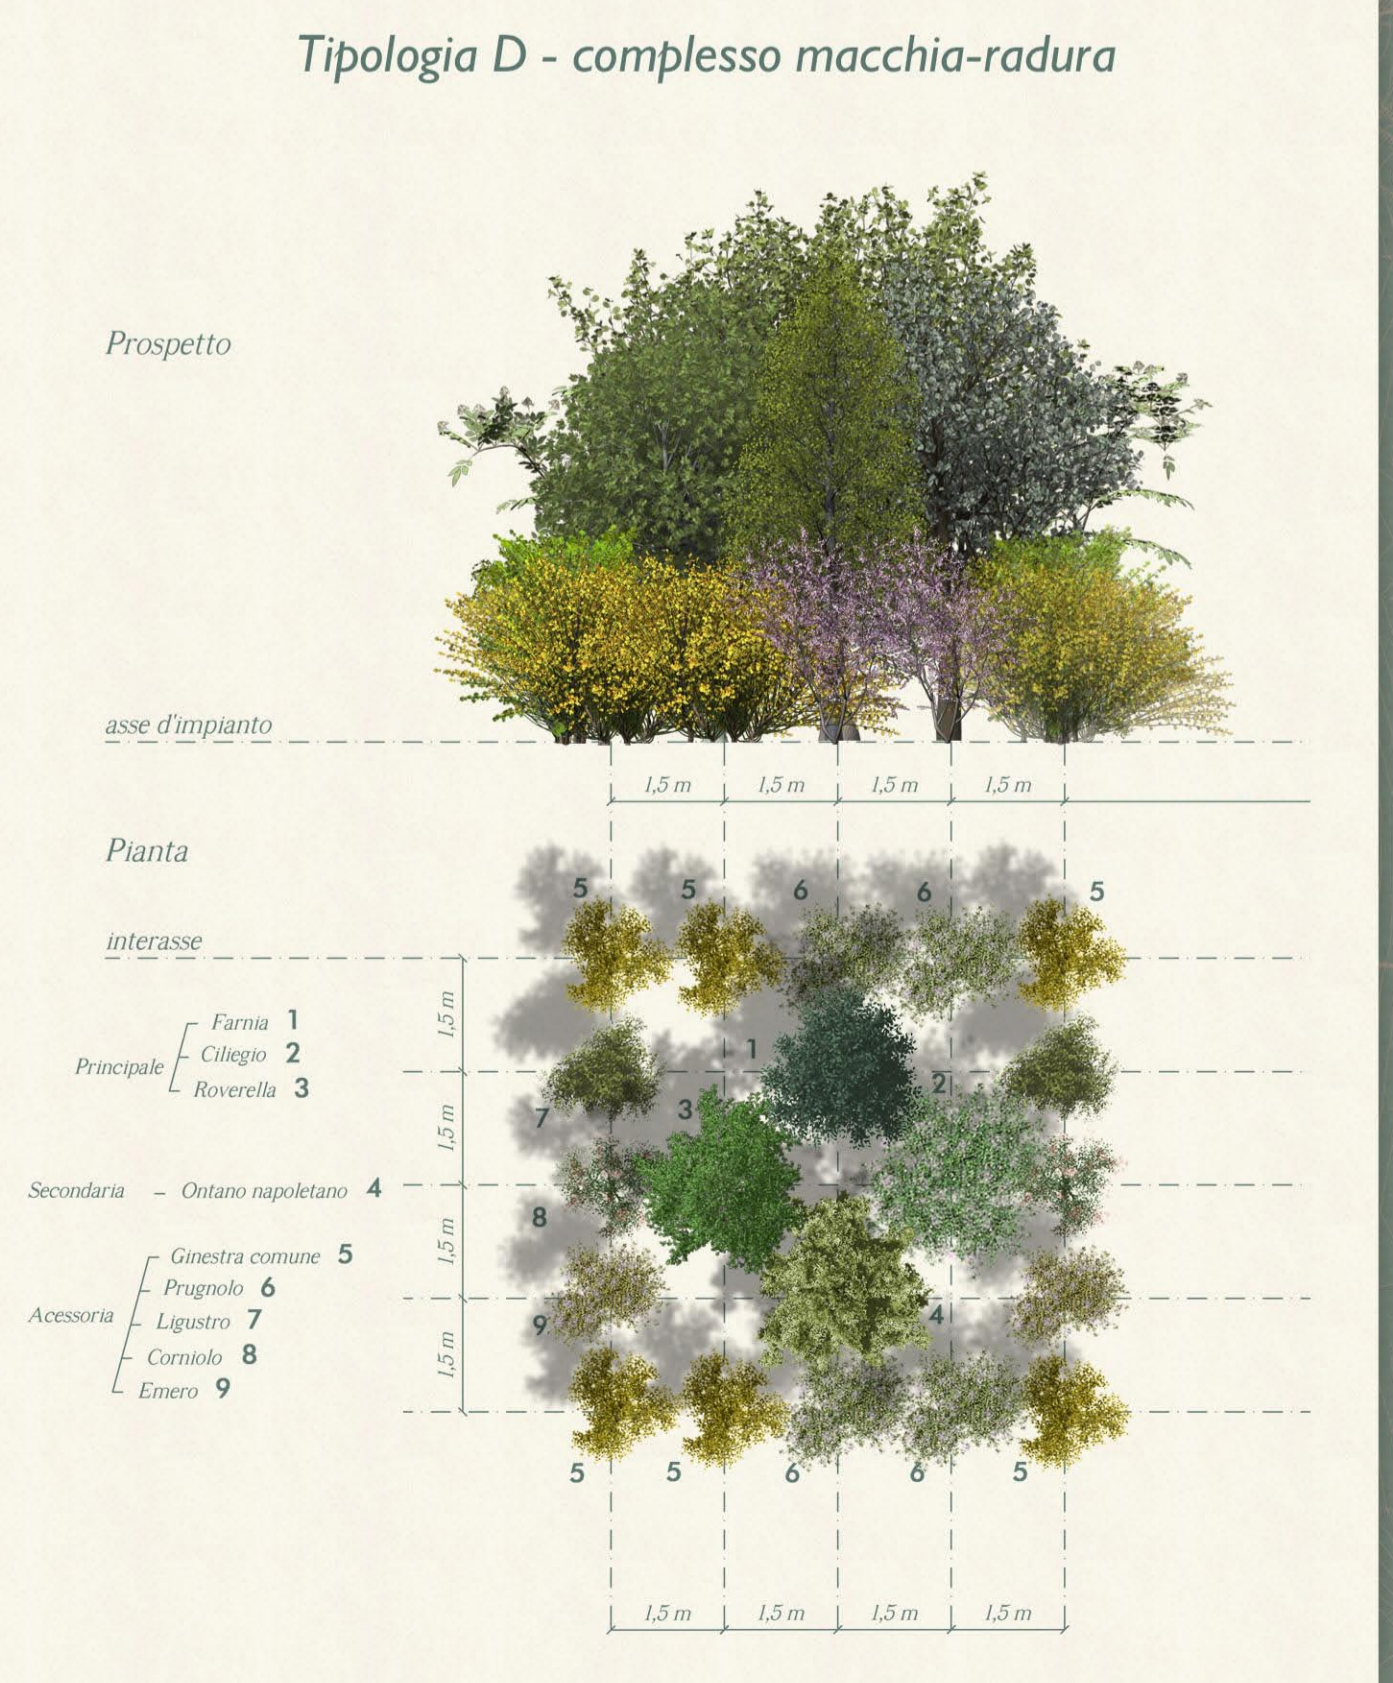 Tipologia D - complesso macchia-radura
Prospetto
asse d'impianto
1,5 m 1,5 m 1,5 m 1,5 m
Pianta
5 5 6 6 5
interasse
1,5 m
Principale
Farnia 1
Ciliegio 2
Roverella 3
1
2
3
7
1,5 m
Secondaria – Ontano napoletano 4
8
1,5 m
Acessoria
Ginestra comune 5
Prugnolo 6
Ligustro 7
Corniolo 8
Emero 9
4
9
1,5 m
5 5 6 6 5
1,5 m 1,5 m 1,5 m 1,5 m